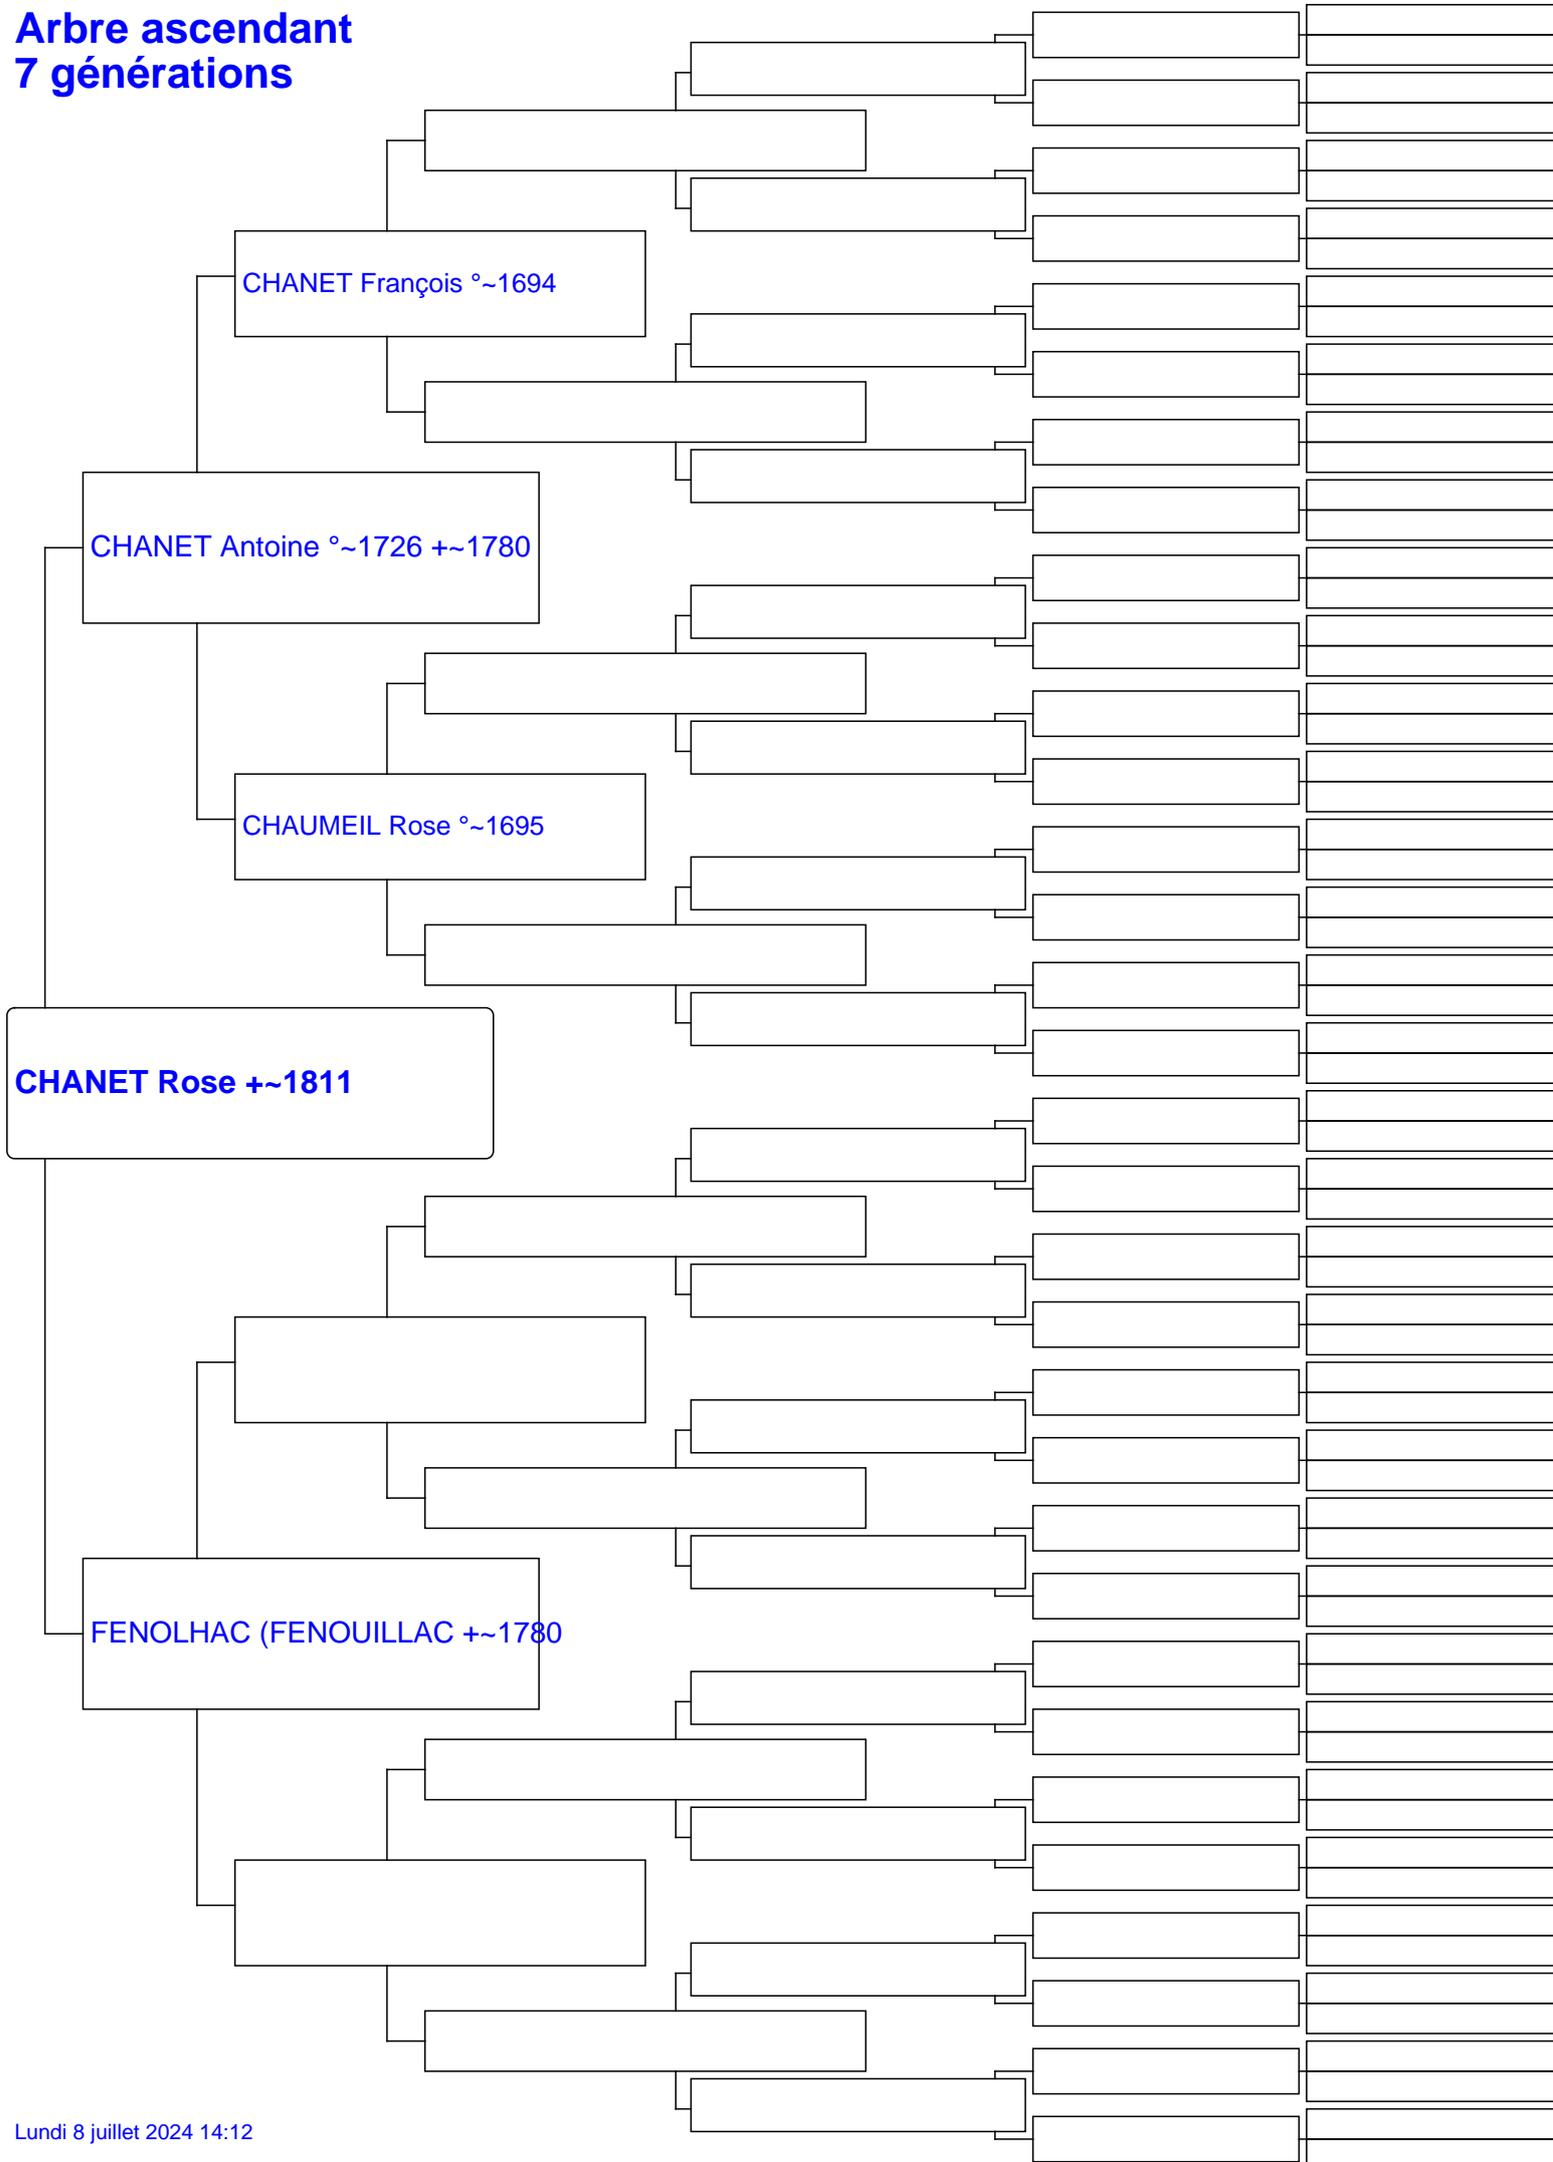 Arbre ascendant
7 générations
CHANET François °~1694
CHANET Antoine °~1726 +~1780
CHAUMEIL Rose °~1695
CHANET Rose +~1811
FENOLHAC (FENOUILLAC +~1780
Lundi 8 juillet 2024 14:12